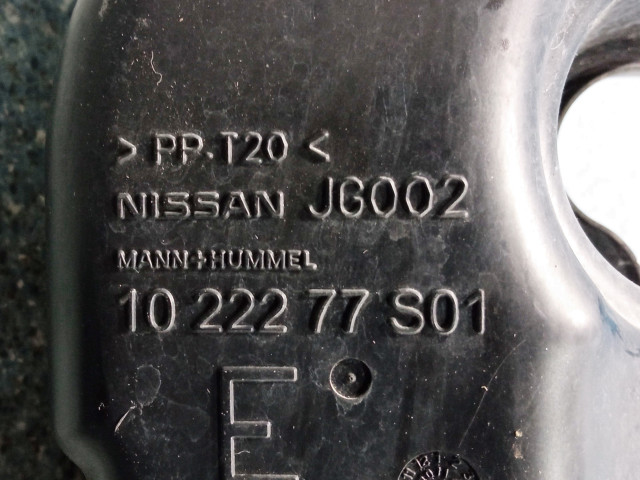 > PP-T20 <
NISSAN JG002
MANN+HUMMEL
10 222 77 S01
E